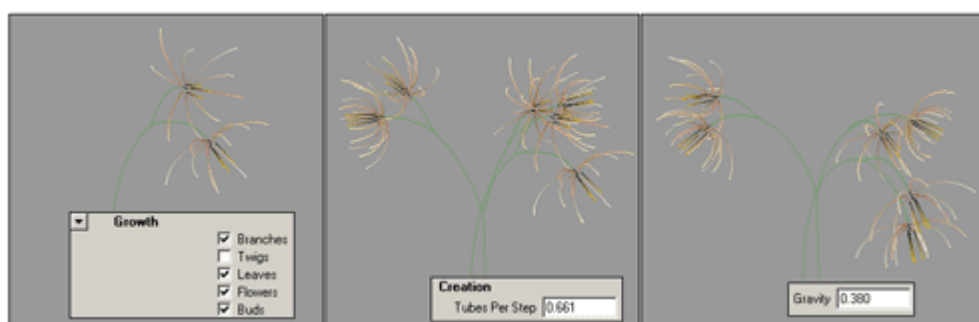 Growth
Branches
Twigs
Leaves
Flowers
Buds
Creation
Tubes Per Step 0.661
Gravity 0.380